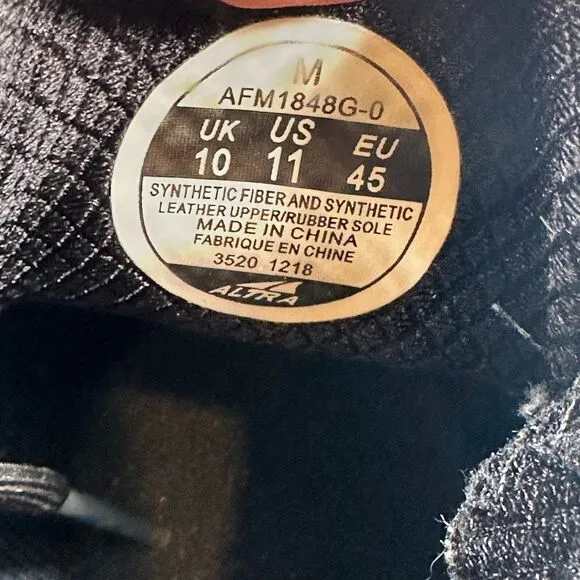 M
AFM1848G-0
UK US EU
10 11 45
SYNTHETIC FIBER AND SYNTHETIC
LEATHER UPPER/RUBBER SOLE
MADE IN CHINA
FABRIQUE EN CHINE
3520 1218
ALTRA